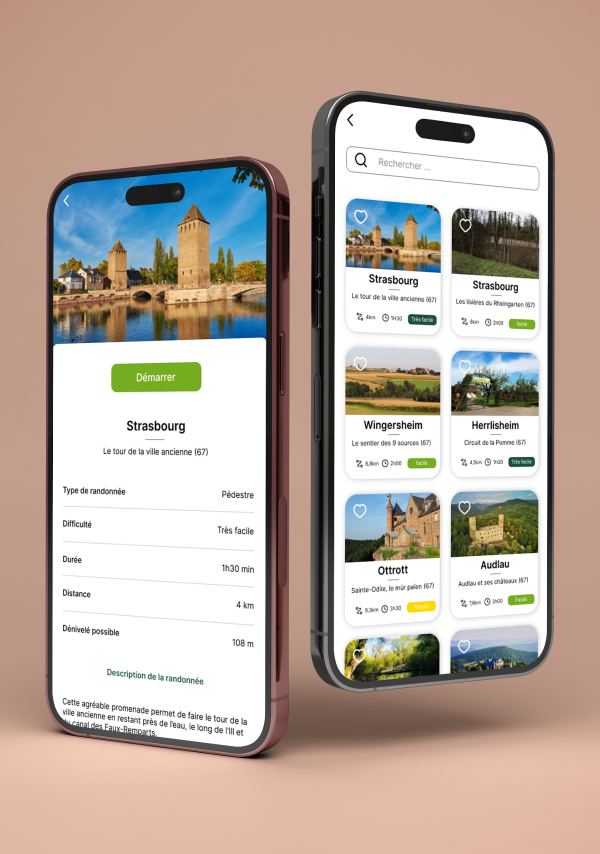 Démarrer
Strasbourg
Le tour de la ville ancienne (67)
Type de randonnée
Pédestre
Difficulté
Très facile
Durée
1h30 min
Distance
4 km
Dénivelé possible
108 m
Description de la randonnée
Cette agréable promenade permet de faire le tour de la
ville ancienne en restant près de l'eau, le long de l'Ill et
du canal des Faux-Remparts.
Rechercher ...
Strasbourg
Le tour de la ville ancienne (67)
4km 1H30 Très facile
Strasbourg
Les lisières du Rheingarten (67)
8km 2h00 facile
Wingersheim
Le sentier des 9 sources (67)
6,8km 2h00 facile
Herrlisheim
Circuit de la Pomme (67)
4,5km 1h30 Très facile
Ottrott
Sainte-Odile, le mur païen (67)
9,3km 3h30 Moyen
Audlau
Audlau et ses châteaux (67)
7,8km 3h00 Facile